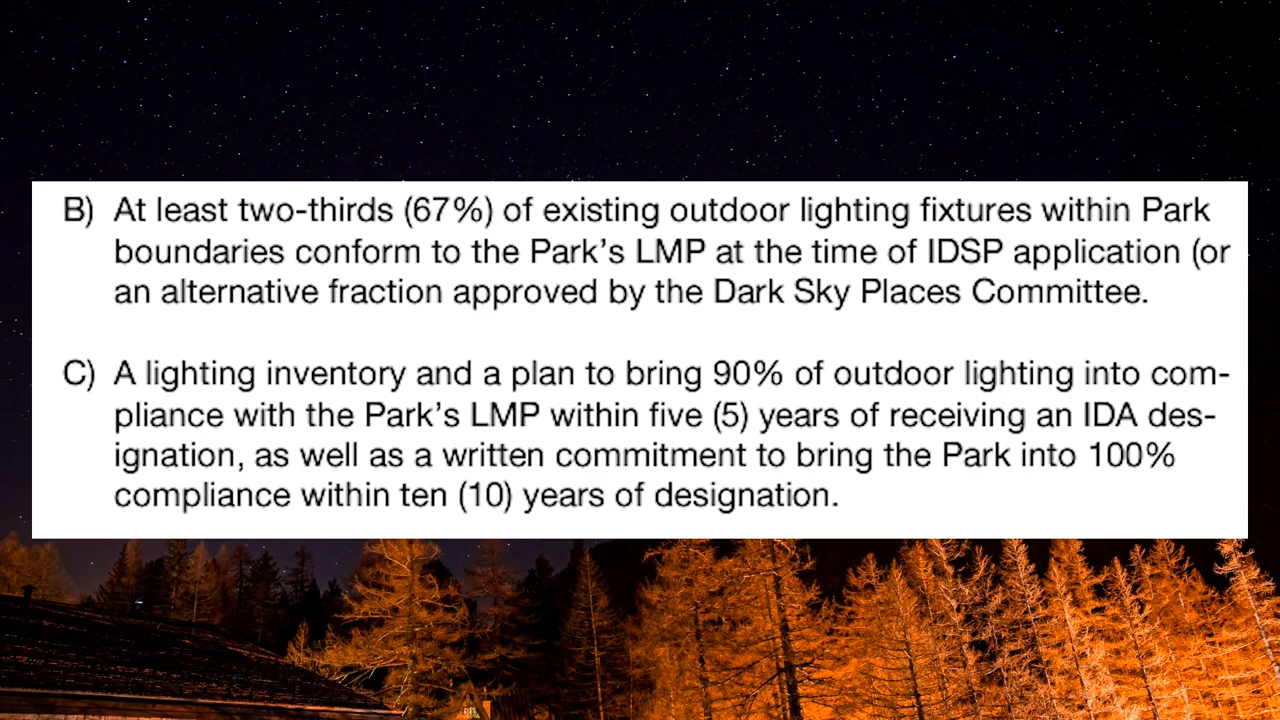 B) At least two-thirds (67%) of existing outdoor lighting fixtures within Park
boundaries conform to the Park's LMP at the time of IDSP application (or
an alternative fraction approved by the Dark Sky Places Committee.
C) A lighting inventory and a plan to bring 90% of outdoor lighting into com-
pliance with the Park's LMP within five (5) years of receiving an IDA des-
ignation, as well as a written commitment to bring the Park into 100%
compliance within ten (10) years of designation.